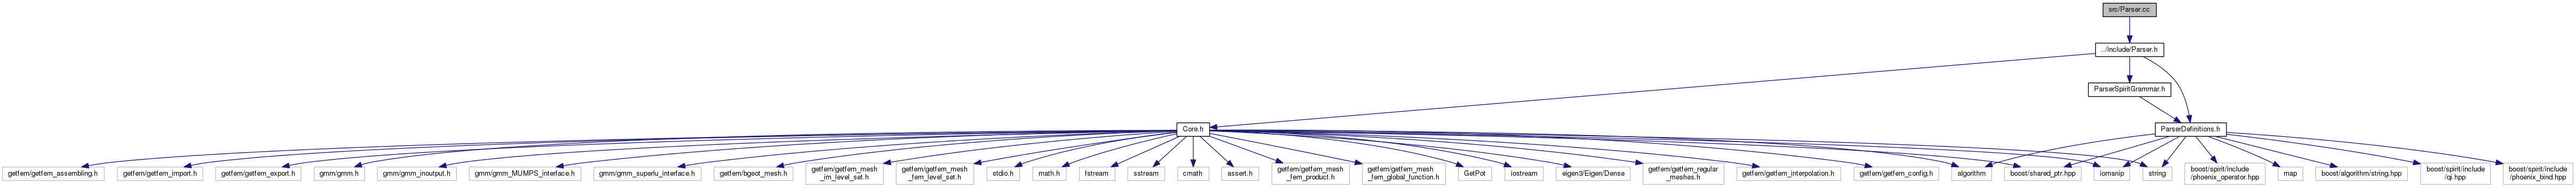 src/Parser.cc
../include/Parser.h
ParserSpiritGrammar.h
Core.h
ParserDefinitions.h
getfem/getfem_assembling.h
getfem/getfem_import.h
getfem/getfem_export.h
gmm/gmm.h
gmm/gmm_inoutput.h
gmm/gmm_MUMPS_interface.h
gmm/gmm_superlu_interface.h
getfem/bgeot_mesh.h
getfem/getfem_mesh
_im_level_set.h
getfem/getfem_mesh
_fem_level_set.h
stdio.h
math.h
fstream
sstream
cmath
assert.h
getfem/getfem_mesh
_fem_product.h
getfem/getfem_mesh
_fem_global_function.h
GetPot
iostream
eigen3/Eigen/Dense
getfem/getfem_regular
_meshes.h
getfem/getfem_interpolation.h
getfem/getfem_config.h
algorithm
boost/shared_ptr.hpp
iomanip
string
boost/spirit/include
/phoenix_operator.hpp
map
boost/algorithm/string.hpp
boost/spirit/include
/qi.hpp
boost/spirit/include
/phoenix_bind.hpp